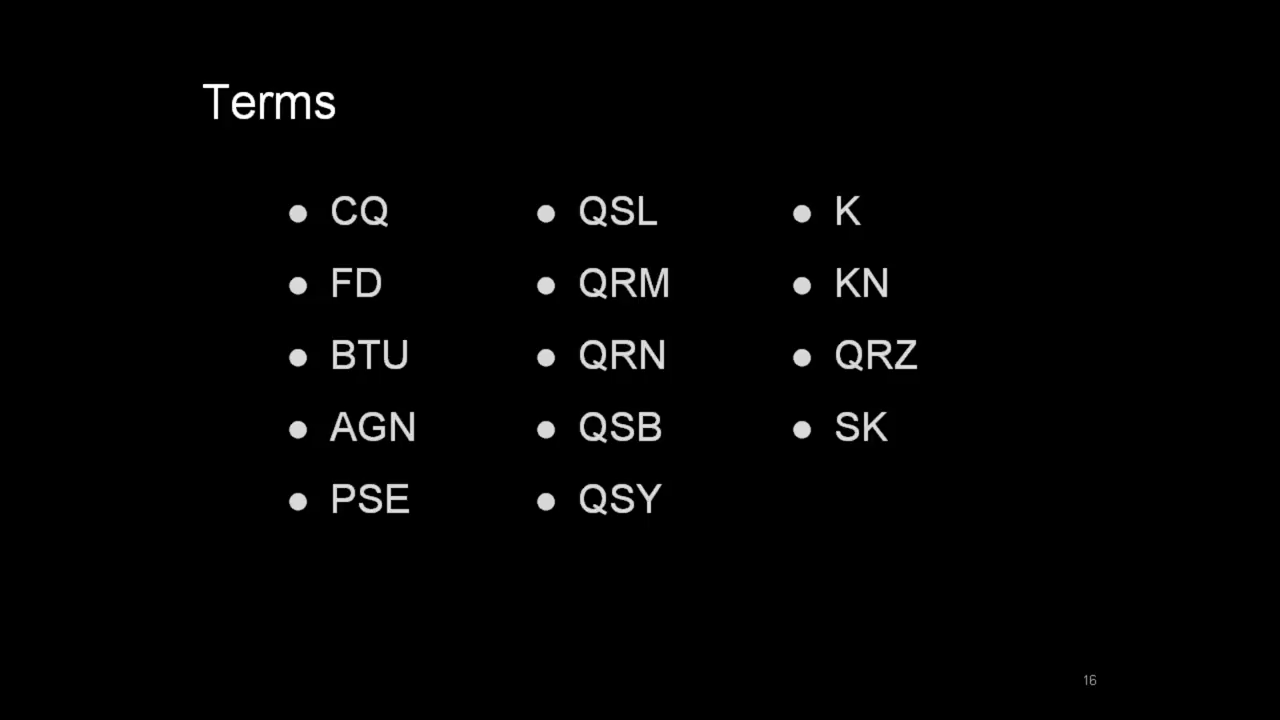 Terms
● CQ
● FD
● BTU
● AGN
● PSE
● QSL
● QRM
● QRN
● QSB
● QSY
● K
● KN
● QRZ
● SK
16